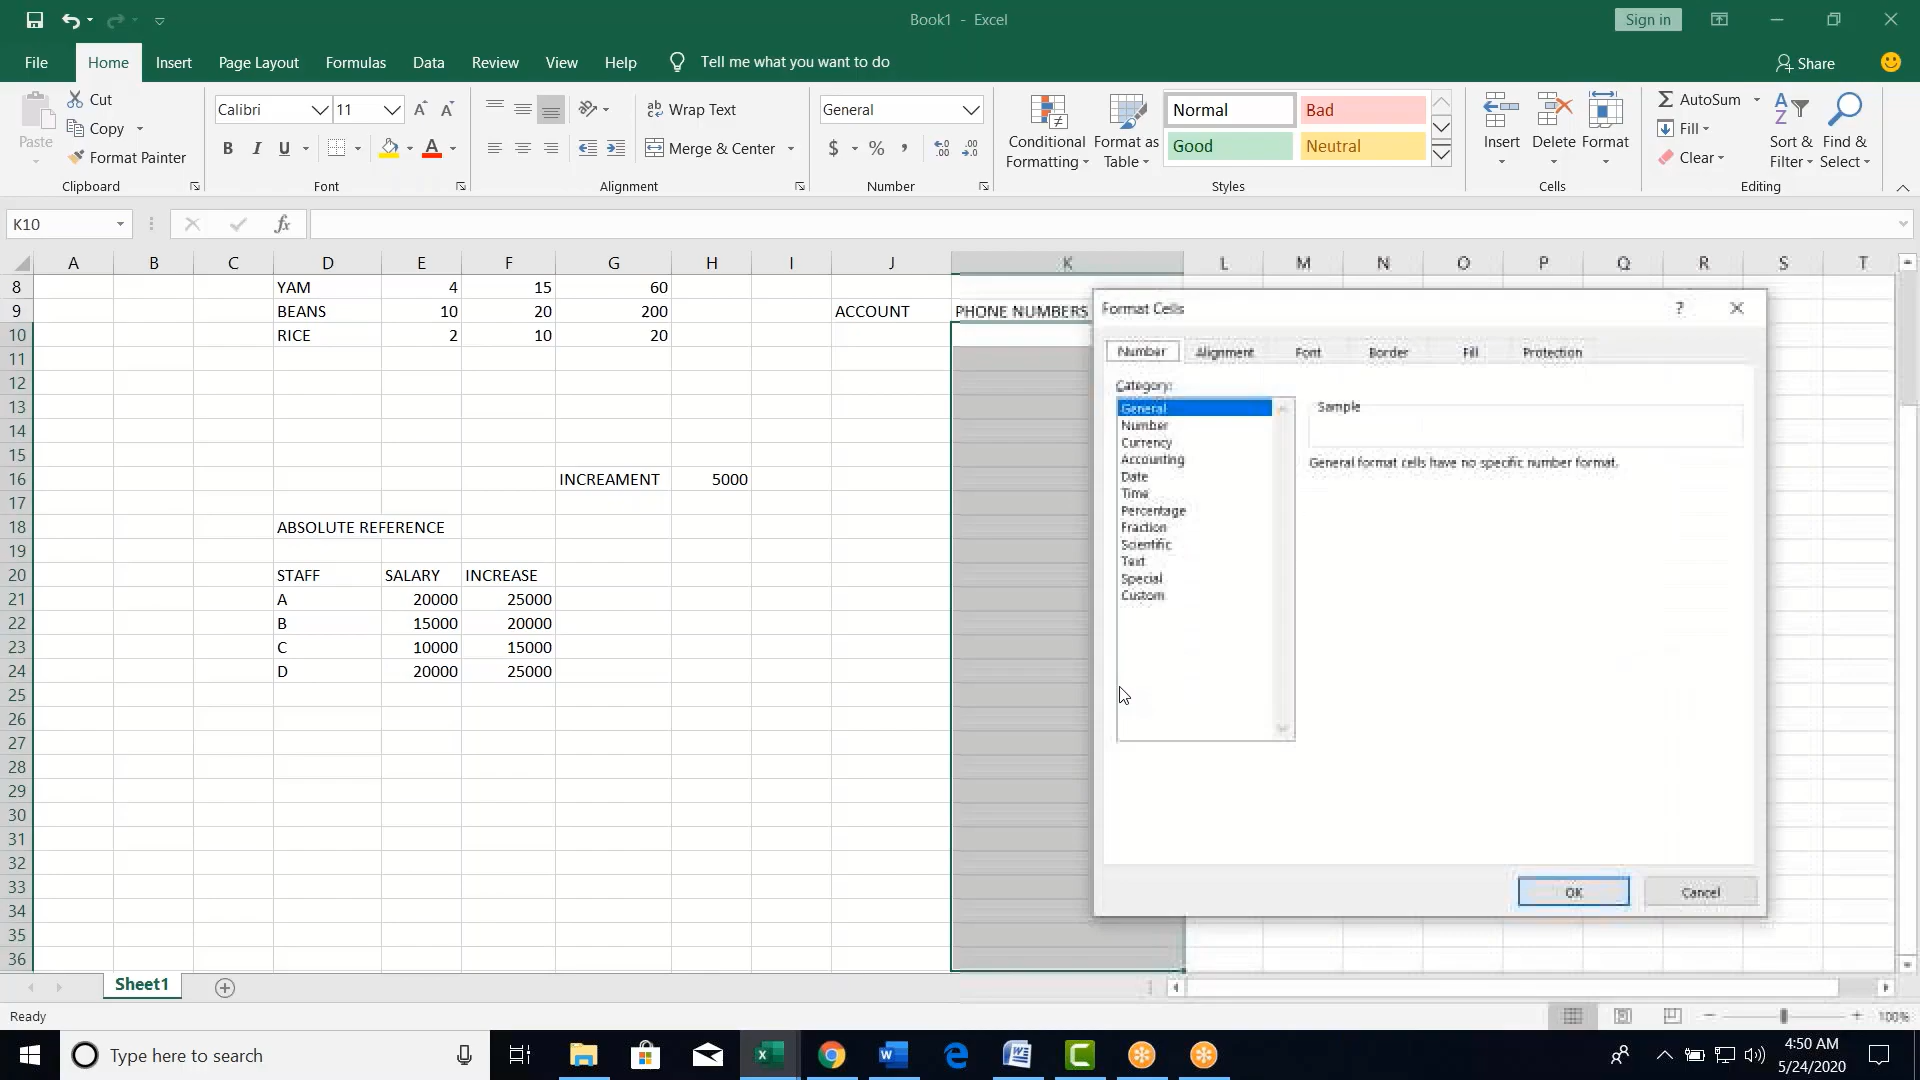 Book1 - Excel
Sign in
File Home Insert Page Layout Formulas Data Review View Help Tell me what you want to do Share
Paste
Cut
Copy
Format Painter
Clipboard
Calibri 11
B I U A
Font
Wrap Text
Merge & Center
Alignment
General
$ % ,
Number
Conditional Formatting
Format as Table
Normal Bad
Good Neutral
Styles
Insert Delete Format
Cells
AutoSum
Fill
Clear
Sort & Filter
Find & Select
Editing
K10 fx
A B C D E F G H I J K L M N O P Q R S T
8 YAM 4 15 60
9 BEANS 10 20 200 ACCOUNT PHONE NUMBERS
10 RICE 2 10 20
11
12
13
14
15
16 INCREAMENT 5000
17
18 ABSOLUTE REFERENCE
19
20 STAFF SALARY INCREASE
21 A 20000 25000
22 B 15000 20000
23 C 10000 15000
24 D 20000 25000
25
26
27
28
29
30
31
32
33
34
35
36
Format Cells ?
Number Alignment Font Border Fill Protection
Category:
General
Number
Currency
Accounting
Date
Time
Percentage
Fraction
Scientific
Text
Special
Custom
Sample
General format cells have no specific number format.
OK Cancel
Sheet1
Ready 100%
Type here to search
4:50 AM
5/24/2020